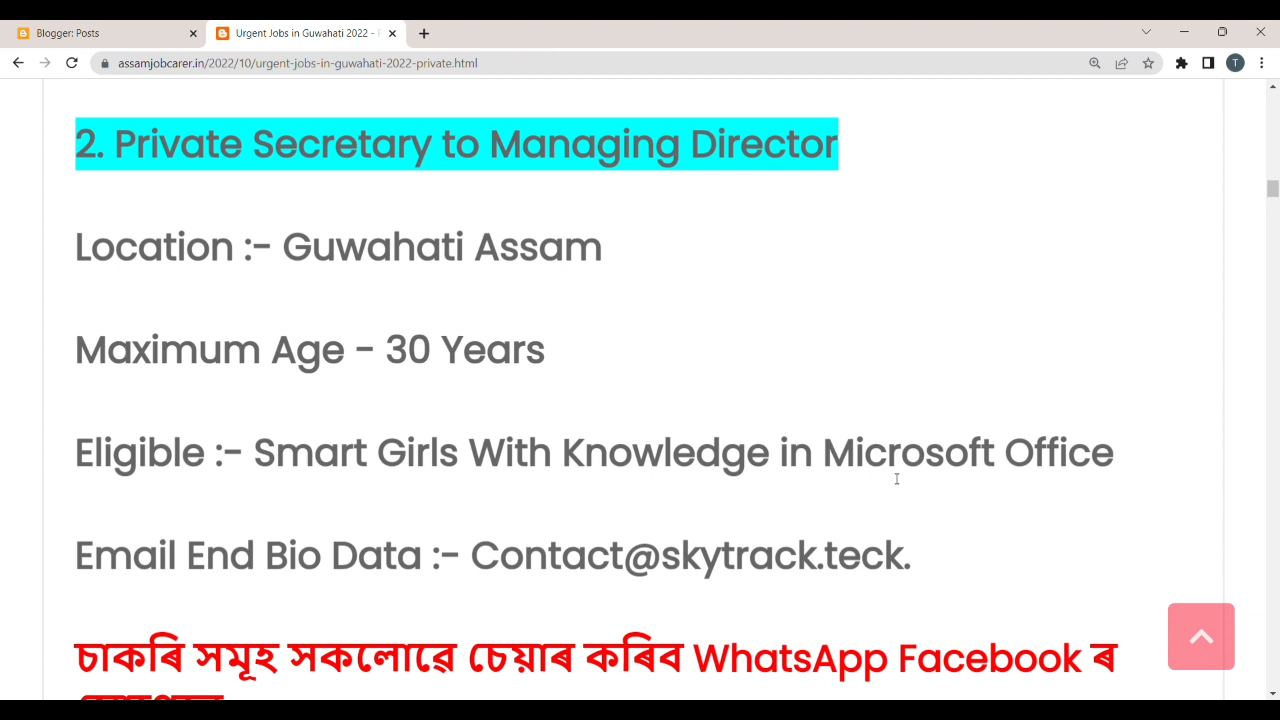 Blogger: Posts
Urgent Jobs in Guwahati 2022 -
assamjobcarer.in/2022/10/urgent-jobs-in-guwahati-2022-private.html
T
2. Private Secretary to Managing Director
Location :- Guwahati Assam
Maximum Age - 30 Years
Eligible :- Smart Girls With Knowledge in Microsoft Office
Email End Bio Data :- Contact@skytrack.teck.
চাকৰি সমূহ সকলোৱে চেয়াৰ কৰিব WhatsApp Facebook ৰ